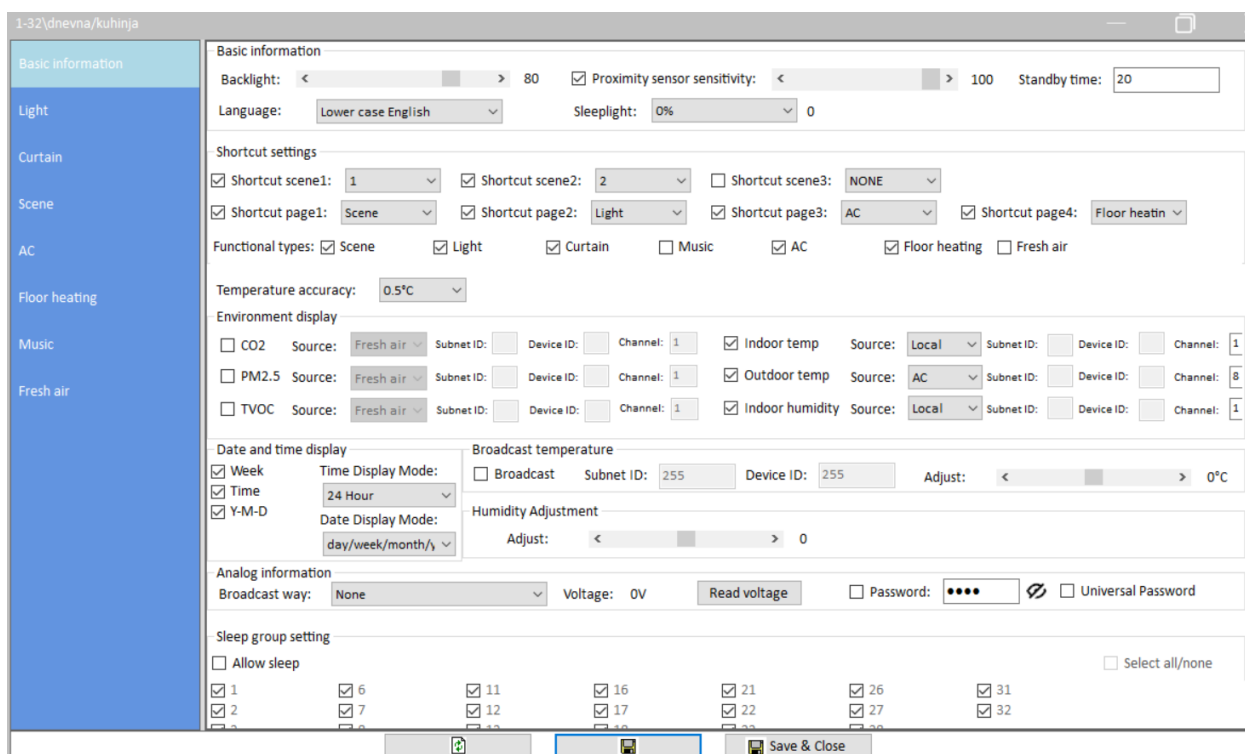 1-32\dnevna/kuhinja
Basic information
Light
Curtain
Scene
AC
Floor heating
Music
Fresh air
Basic information
Backlight: < > 80 Proximity sensor sensitivity: < > 100 Standby time: 20
Language: Lower case English Sleeplight: 0% 0
Shortcut settings
Shortcut scene1: 1 Shortcut scene2: 2 Shortcut scene3: NONE
Shortcut page1: Scene Shortcut page2: Light Shortcut page3: AC Shortcut page4: Floor heatin
Functional types: Scene Light Curtain Music AC Floor heating Fresh air
Temperature accuracy: 0.5°C
Environment display
CO2 Source: Fresh air Subnet ID: Device ID: Channel: 1 Indoor temp Source: Local Subnet ID: Device ID: Channel: 1
PM2.5 Source: Fresh air Subnet ID: Device ID: Channel: 1 Outdoor temp Source: AC Subnet ID: Device ID: Channel: 8
TVOC Source: Fresh air Subnet ID: Device ID: Channel: 1 Indoor humidity Source: Local Subnet ID: Device ID: Channel: 1
Date and time display
Week Time Display Mode:
Time 24 Hour
Y-M-D Date Display Mode:
day/week/month/y
Broadcast temperature
Broadcast Subnet ID: 255 Device ID: 255 Adjust: < > 0°C
Humidity Adjustment
Adjust: < > 0
Analog information
Broadcast way: None Voltage: 0V Read voltage Password: •••• Universal Password
Sleep group setting
Allow sleep Select all/none
1 6 11 16 21 26 31
2 7 12 17 22 27 32
Save & Close